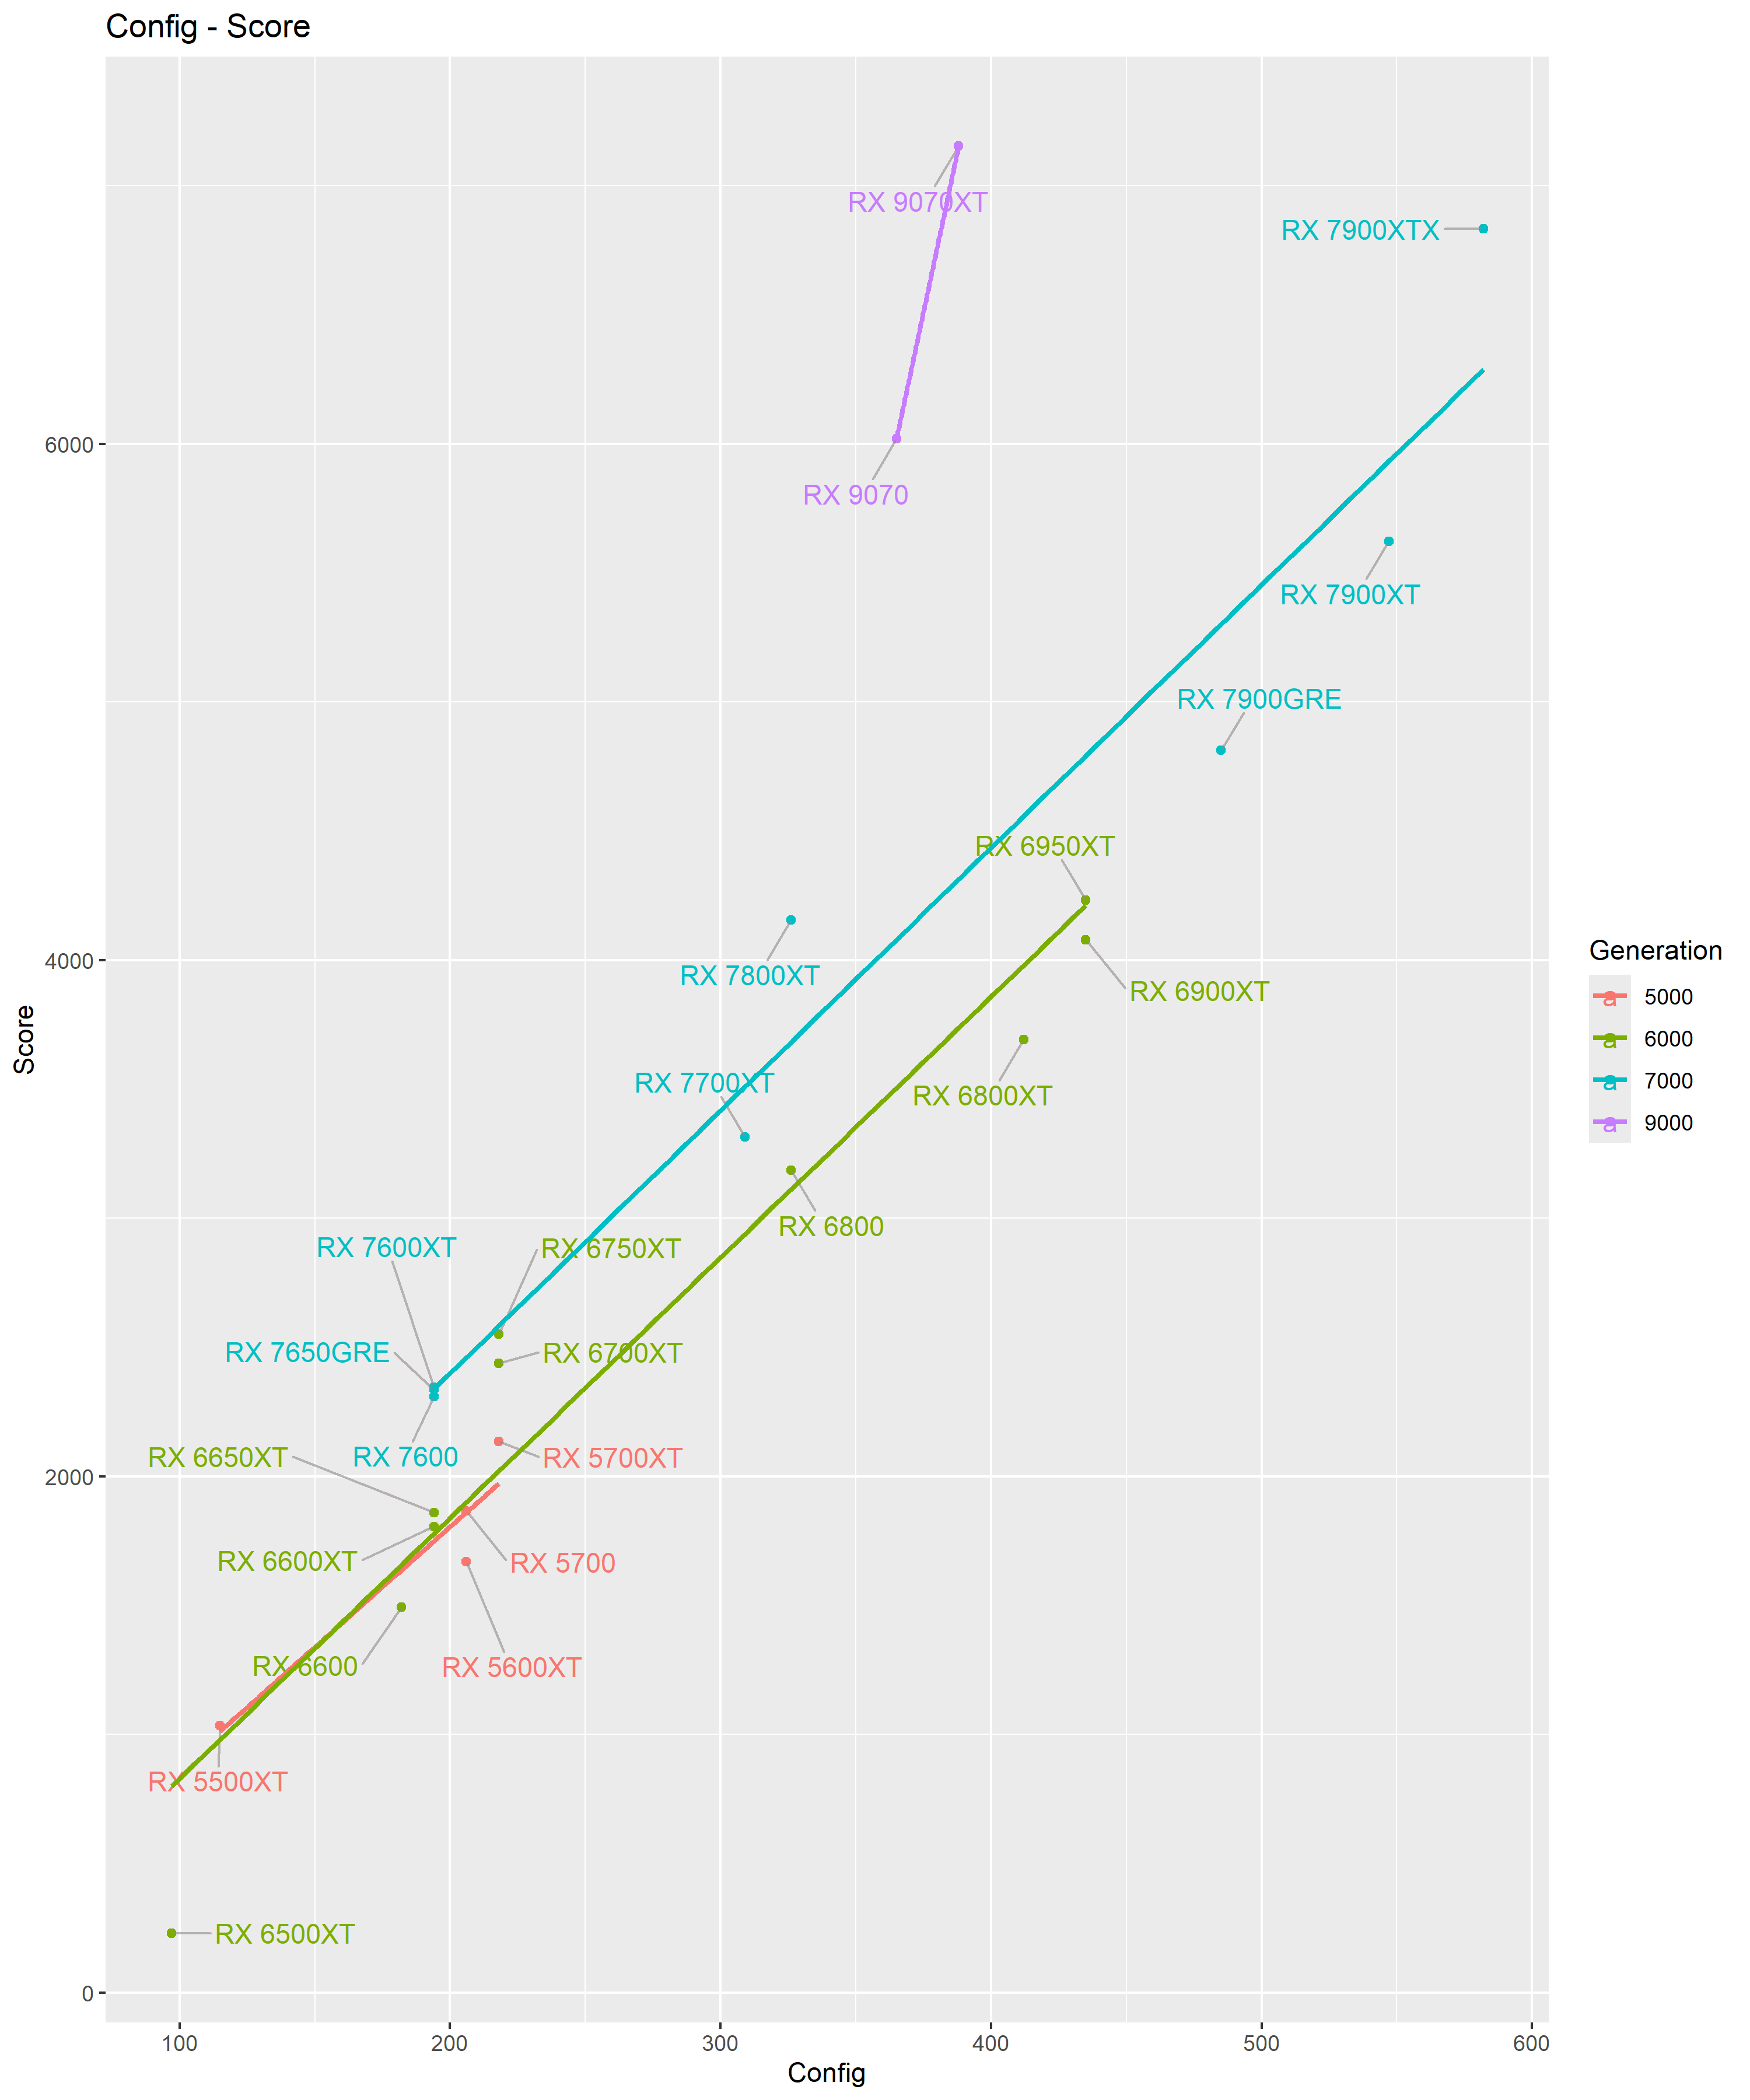 Config - Score
RX 9070XT
RX 7900XTX
6000
RX 9070
RX 7900XT
RX 7900GRE
RX 6950XT
4000
RX 7800XT
RX 6900XT
Score
RX 7700XT
RX 6800XT
RX 6800
RX 7600XT
RX 6750XT
RX 7650GRE
RX 6700XT
RX 6650XT
RX 7600
RX 5700XT
2000
RX 6600XT
RX 5700
RX 6600
RX 5600XT
RX 5500XT
RX 6500XT
0
100 200 300 400 500 600
Config
Generation
a 5000
a 6000
a 7000
a 9000